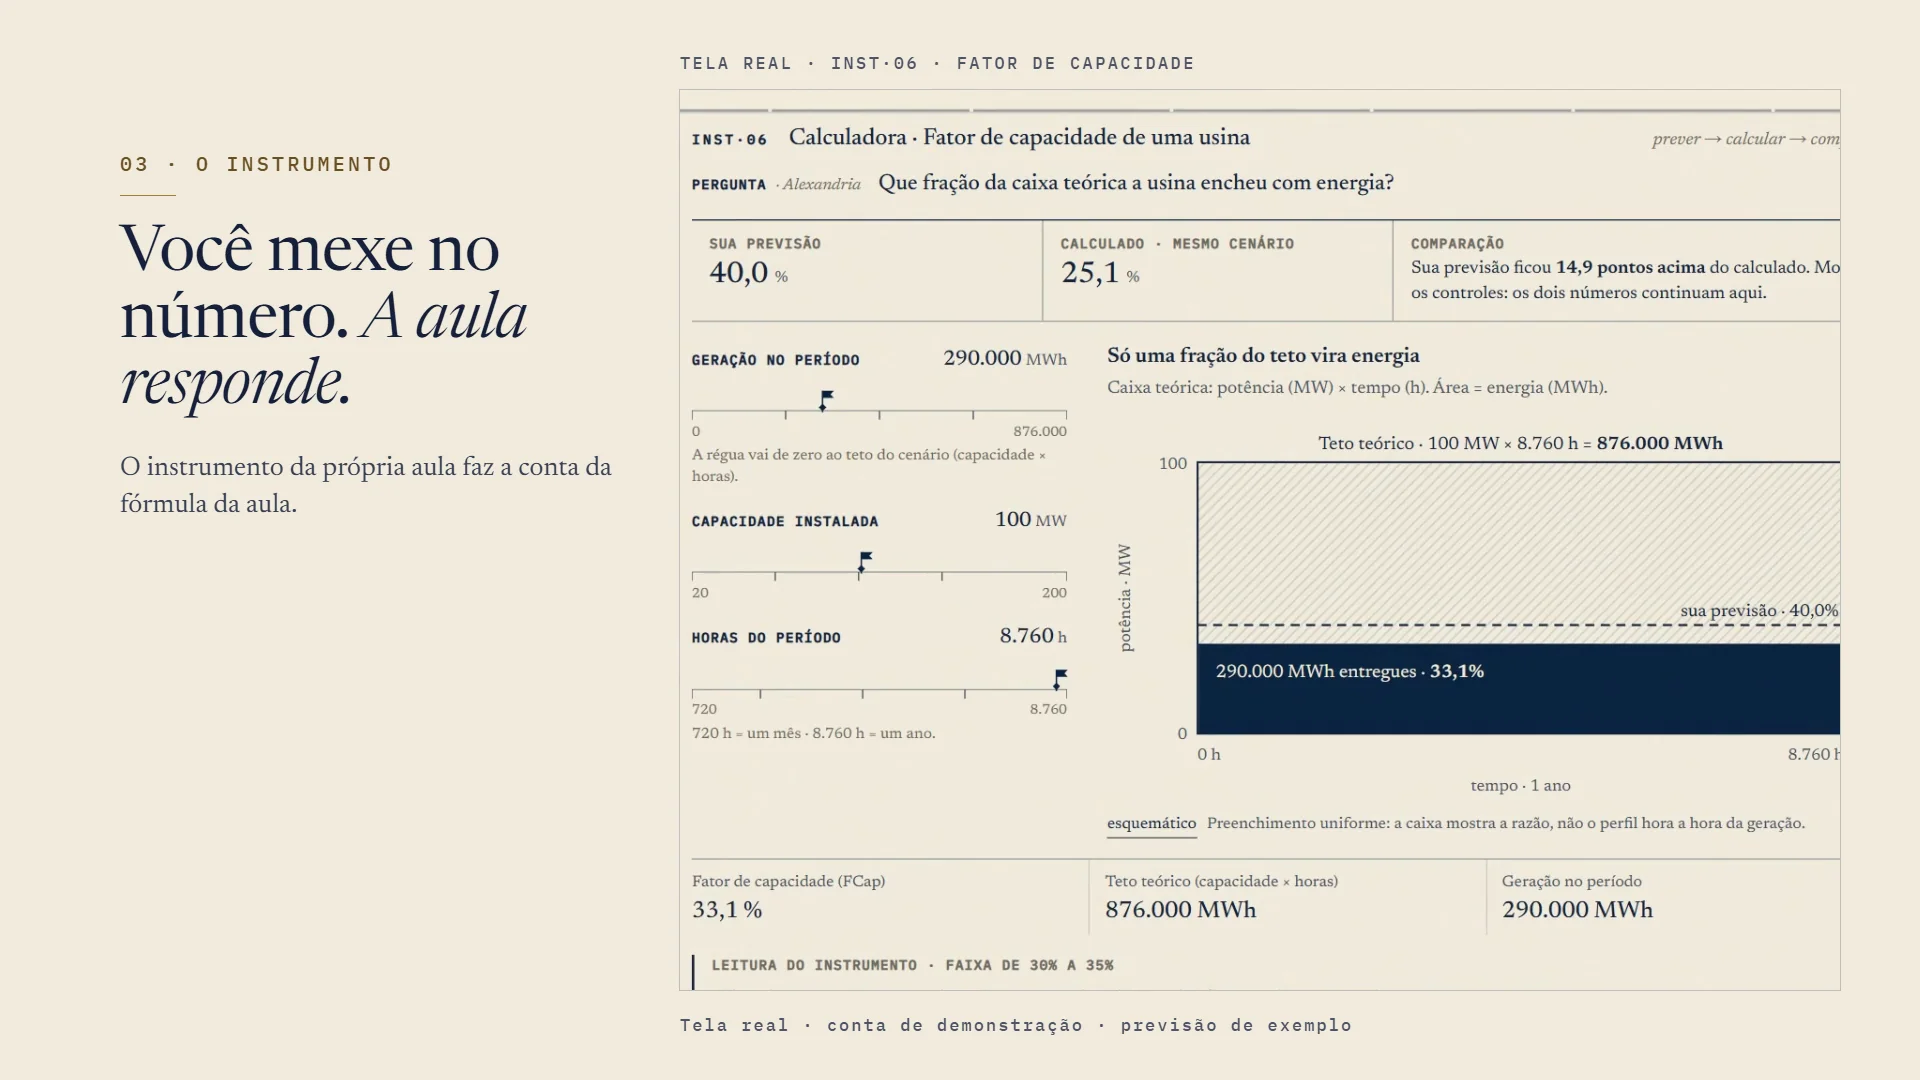 03 · O INSTRUMENTO
Você mexe no
número. A aula
responde.
O instrumento da própria aula faz a conta da
fórmula da aula.
TELA REAL · INST·06 · FATOR DE CAPACIDADE
INST·06 Calculadora · Fator de capacidade de uma usina
prever → calcular → com
PERGUNTA · Alexandria Que fração da caixa teórica a usina encheu com energia?
SUA PREVISÃO
40,0 %
CALCULADO · MESMO CENÁRIO
25,1 %
COMPARAÇÃO
Sua previsão ficou 14,9 pontos acima do calculado. Mo
os controles: os dois números continuam aqui.
GERAÇÃO NO PERÍODO 290.000 MWh
0 876.000
A régua vai de zero ao teto do cenário (capacidade ×
horas).
CAPACIDADE INSTALADA 100 MW
20 200
HORAS DO PERÍODO 8.760 h
720 8.760
720 h = um mês · 8.760 h = um ano.
Só uma fração do teto vira energia
Caixa teórica: potência (MW) × tempo (h). Área = energia (MWh).
Teto teórico · 100 MW × 8.760 h = 876.000 MWh
100
potência · MW
sua previsão · 40,0%
290.000 MWh entregues · 33,1%
0
0 h 8.760 h
tempo · 1 ano
esquemático Preenchimento uniforme: a caixa mostra a razão, não o perfil hora a hora da geração.
Fator de capacidade (FCap)
33,1 %
Teto teórico (capacidade × horas)
876.000 MWh
Geração no período
290.000 MWh
LEITURA DO INSTRUMENTO · FAIXA DE 30% A 35%
Tela real · conta de demonstração · previsão de exemplo